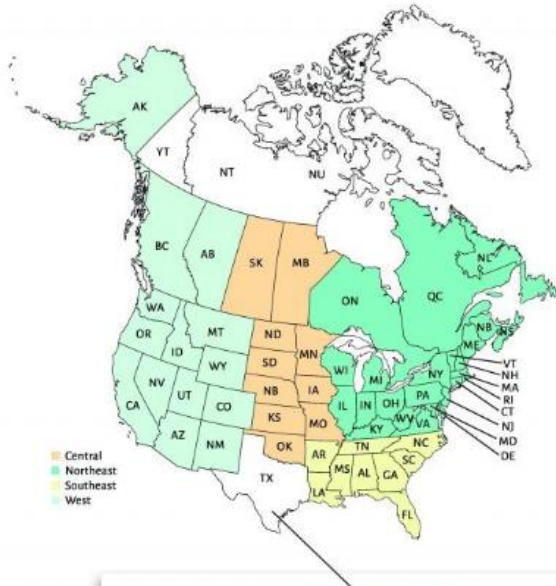 AK
YT
NT
NU
BC
AB
SK
MB
ON
QC
NL
NB
NS
ME
WA
OR
ID
MT
WY
NV
UT
CA
AZ
CO
NM
ND
SD
NB
KS
OK
MN
IA
MO
WI
MI
IL
IN
OH
KY
WV
VA
PA
NY
VT
NH
MA
RI
CT
NJ
MD
DE
TN
NC
SC
AR
MS
AL
GA
LA
FL
TX
Central
Northeast
Southeast
West